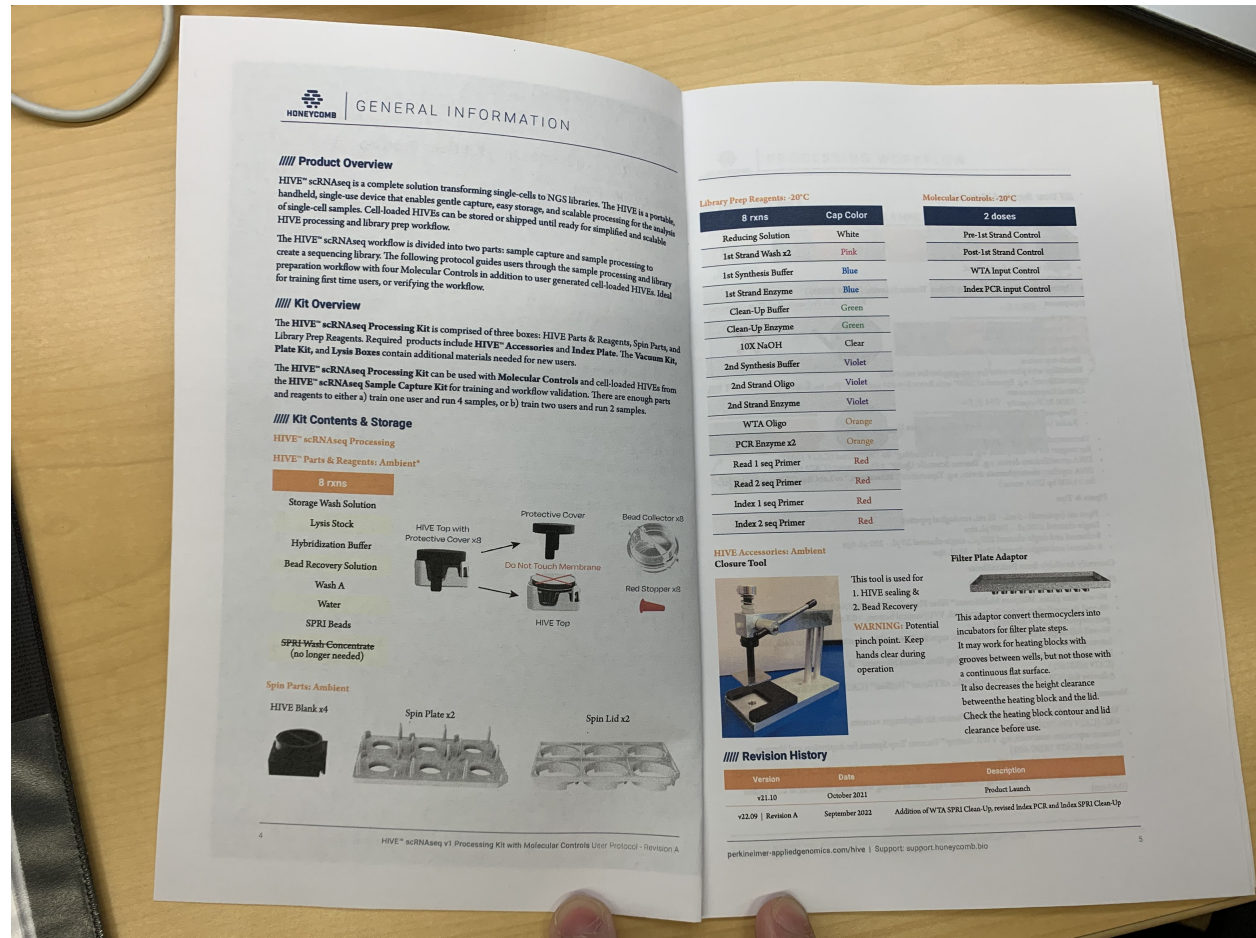 HONEYCOMB
GENERAL INFORMATION
///// Product Overview
HIVE™ scRNAseq is a complete solution transforming single-cells to NGS libraries. The HIVE is a portable,
handheld, single-use device that enables gentle capture, easy storage, and scalable processing for the analysis
of single-cell samples. Cell-loaded HIVEs can be stored or shipped until ready for simplified and scalable
HIVE processing and library prep workflow.
The HIVE™ scRNAseq workflow is divided into two parts: sample capture and sample processing to
create a sequencing library. The following protocol guides users through the sample processing and library
preparation workflow with four Molecular Controls in addition to user generated cell-loaded HIVEs. Ideal
for training first time users, or verifying the workflow.
///// Kit Overview
The HIVE™ scRNAseq Processing Kit is comprised of three boxes: HIVE Parts & Reagents, Spin Parts, and
Library Prep Reagents. Required products include HIVE™ Accessories and Index Plate. The Vacuum Kit,
Plate Kit, and Lysis Boxes contain additional materials needed for new users.
The HIVE™ scRNAseq Processing Kit can be used with Molecular Controls and cell-loaded HIVEs from
the HIVE™ scRNAseq Sample Capture Kit for training and workflow validation. There are enough parts
and reagents to either a) train one user and run 4 samples, or b) train two users and run 2 samples.
///// Kit Contents & Storage
HIVE™ scRNAseq Processing
HIVE™ Parts & Reagents: Ambient*
8 rxns
Storage Wash Solution
Lysis Stock
Hybridization Buffer
Bead Recovery Solution
Wash A
Water
SPRI Beads
SPRI Wash Concentrate
(no longer needed)
HIVE Top with
Protective Cover x8
Protective Cover
Do Not Touch Membrane
HIVE Top
Bead Collector x8
Red Stopper x8
Spin Parts: Ambient
HIVE Blank x4
Spin Plate x2
Spin Lid x2
4
HIVE™ scRNAseq v1 Processing Kit with Molecular Controls User Protocol - Revision A
Library Prep Reagents: -20°C
8 rxns Cap Color
Reducing Solution White
1st Strand Wash x2 Pink
1st Synthesis Buffer Blue
1st Strand Enzyme Blue
Clean-Up Buffer Green
Clean-Up Enzyme Green
10X NaOH Clear
2nd Synthesis Buffer Violet
2nd Strand Oligo Violet
2nd Strand Enzyme Violet
WTA Oligo Orange
PCR Enzyme x2 Orange
Read 1 seq Primer Red
Read 2 seq Primer Red
Index 1 seq Primer Red
Index 2 seq Primer Red
Molecular Controls: -20°C
2 doses
Pre-1st Strand Control
Post-1st Strand Control
WTA Input Control
Index PCR input Control
HIVE Accessories: Ambient
Closure Tool
This tool is used for
1. HIVE sealing &
2. Bead Recovery
WARNING: Potential
pinch point. Keep
hands clear during
operation
Filter Plate Adaptor
This adaptor convert thermocyclers into
incubators for filter plate steps.
It may work for heating blocks with
grooves between wells, but not those with
a continuous flat surface.
It also decreases the height clearance
betweenthe heating block and the lid.
Check the heating block contour and lid
clearance before use.
///// Revision History
Version Date Description
v21.10 October 2021 Product Launch
v22.09 | Revision A September 2022 Addition of WTA SPRI Clean-Up, revised Index PCR and Index SPRI Clean-Up
perkinelmer-appliedgenomics.com/hive | Support: support.honeycomb.bio
5